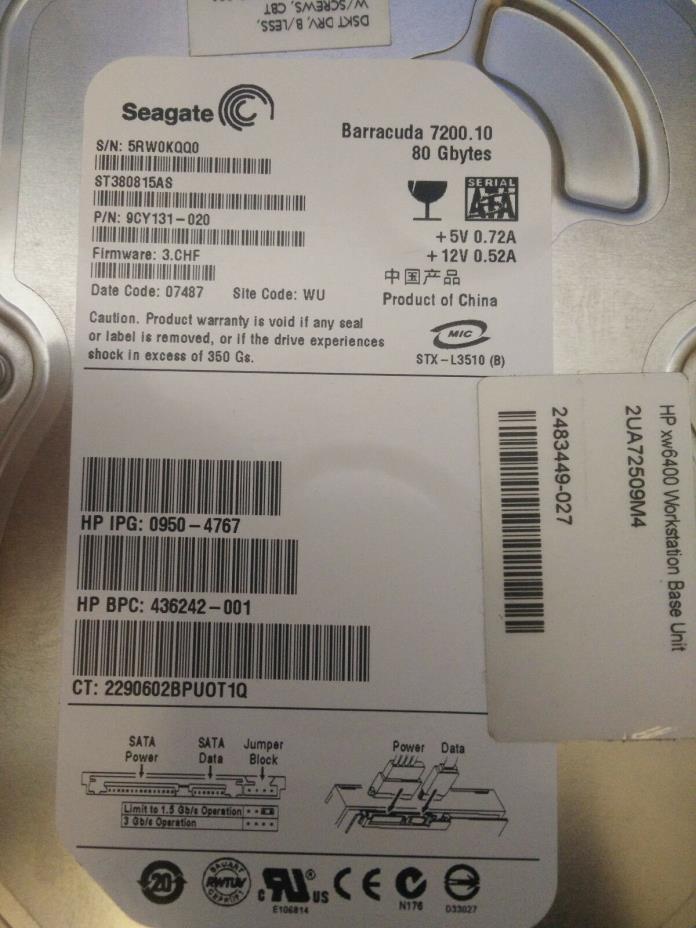 DSKT DRV, B/LESS,
W/SCREWS, CBT
Seagate
S/N: 5RW0KQQ0
ST380815AS
P/N: 9CY131-020
Firmware: 3.CHF
Date Code: 07487 Site Code: WU
Barracuda 7200.10
80 Gbytes
SERIAL
ATA
+5V 0.72A
+12V 0.52A
中国产品
Product of China
Caution. Product warranty is void if any seal
or label is removed, or if the drive experiences
shock in excess of 350 Gs.
MIC
STX-L3510 (B)
HP IPG: 0950-4767
HP BPC: 436242-001
CT: 2290602BPUOT1Q
HP xw6400 Workstation Base Unit
2UA72509M4
2483449-027
SATA Power
SATA Data
Jumper Block
Limit to 1.5 Gb/s Operation
3 Gb/s Operation
Power Data
20
BAUART
RWTUV
GEPRUFT
c RU ® US
E106814
CE
N176
D33027